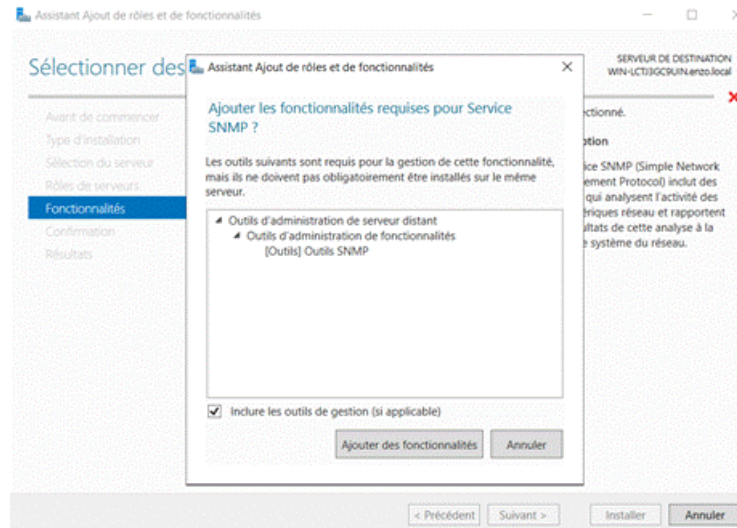 Assistant Ajout de rôles et de fonctionnalités
Sélectionner des
SERVEUR DE DESTINATION
WIN-LCTJ3GC9UIN.enzo.local
Avant de commencer
Type d'installation
Sélection du serveur
Rôles de serveurs
Fonctionnalités
Confirmation
Résultats
Assistant Ajout de rôles et de fonctionnalités
Ajouter les fonctionnalités requises pour Service
SNMP ?
Les outils suivants sont requis pour la gestion de cette fonctionnalité,
mais ils ne doivent pas obligatoirement être installés sur le même
serveur.
Outils d'administration de serveur distant
Outils d'administration de fonctionnalités
[Outils] Outils SNMP
Inclure les outils de gestion (si applicable)
Ajouter des fonctionnalités
Annuler
ctionné.
ption
ice SNMP (Simple Network
ement Protocol) inclut des
qui analysent l'activité des
ériques réseau et rapportent
ultats de cette analyse à la
e système du réseau.
< Précédent
Suivant >
Installer
Annuler